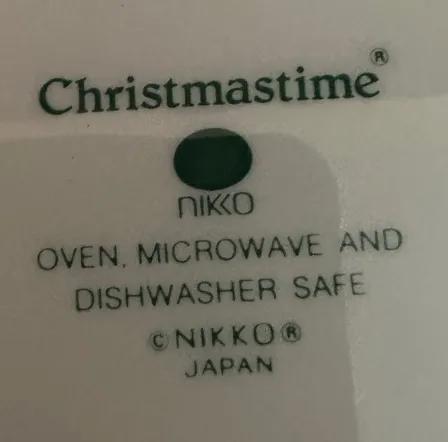 Christmastime®
NIKKO
OVEN, MICROWAVE AND
DISHWASHER SAFE
©NIKKO®
JAPAN